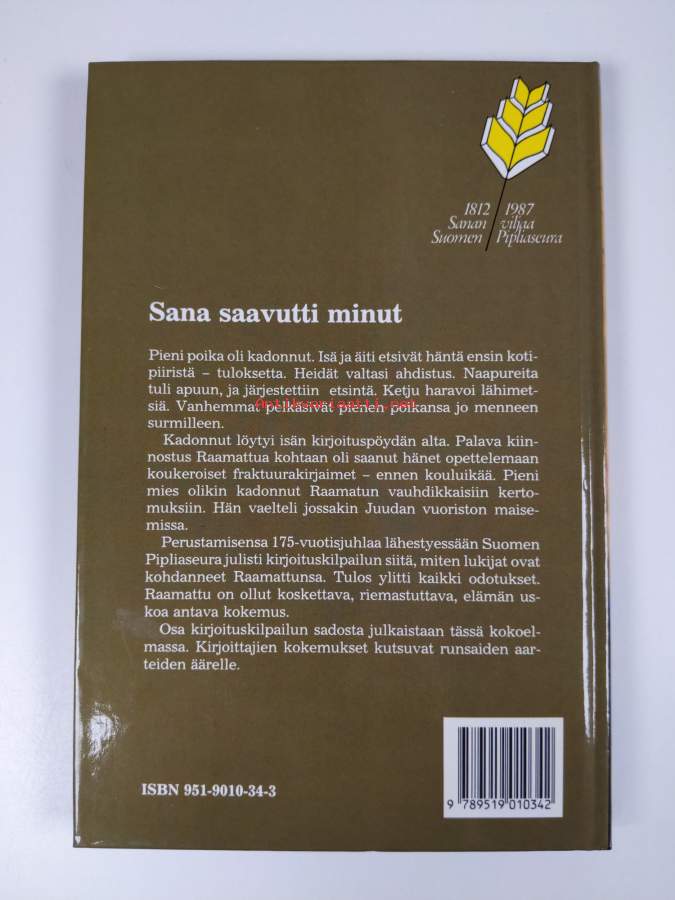 1812 1987
Sanan viljaa
Suomen Pipliaseura
Sana saavutti minut
Pieni poika oli kadonnut. Isä ja äiti etsivät häntä ensin koti-
piiristä – tuloksetta. Heidät valtasi ahdistus. Naapureita
tuli apuun, ja järjestettiin etsintä. Ketju haravoi lähimet-
siä. Vanhemmat pelkäsivät pienen poikansa jo menneen
antikvariaatti.net
surmilleen.
Kadonnut löytyi isän kirjoituspöydän alta. Palava kiin-
nostus Raamattua kohtaan oli saanut hänet opettelemaan
koukeroiset fraktuurakirjaimet – ennen kouluikää. Pieni
mies olikin kadonnut Raamatun vauhdikkaisiin kerto-
muksiin. Hän vaelteli jossakin Juudan vuoriston maise-
missa.
Perustamisensa 175-vuotisjuhlaa lähestyessään Suomen
Pipliaseura julisti kirjoituskilpailun siitä, miten lukijat ovat
kohdanneet Raamattunsa. Tulos ylitti kaikki odotukset.
Raamattu on ollut koskettava, riemastuttava, elämän us-
koa antava kokemus.
Osa kirjoituskilpailun sadosta julkaistaan tässä kokoel-
massa. Kirjoittajien kokemukset kutsuvat runsaiden aar-
teiden äärelle.
ISBN 951-9010-34-3
9 789519 010342